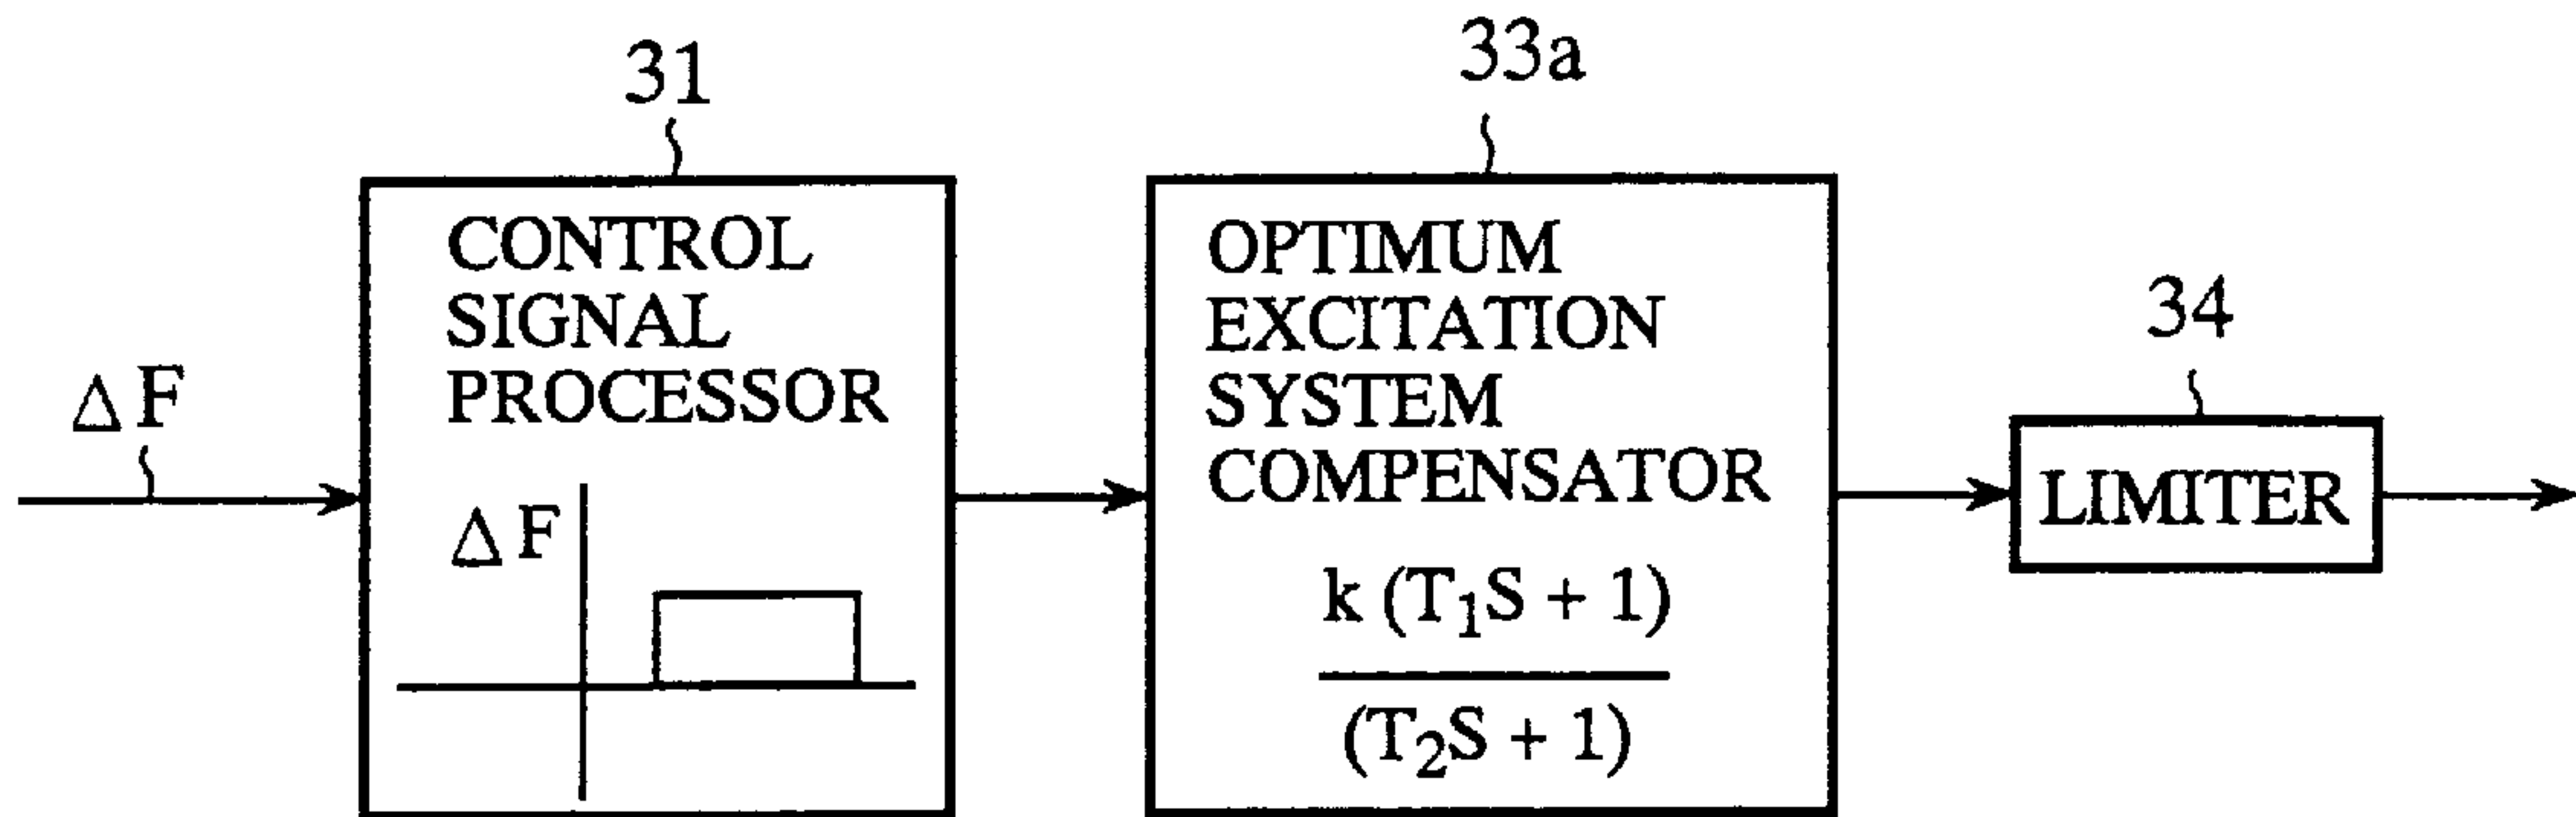 31
33a
34
ΔF
CONTROL
SIGNAL
PROCESSOR
ΔF
OPTIMUM
EXCITATION
SYSTEM
COMPENSATOR
k (T₁S + 1)
(T₂S + 1)
LIMITER